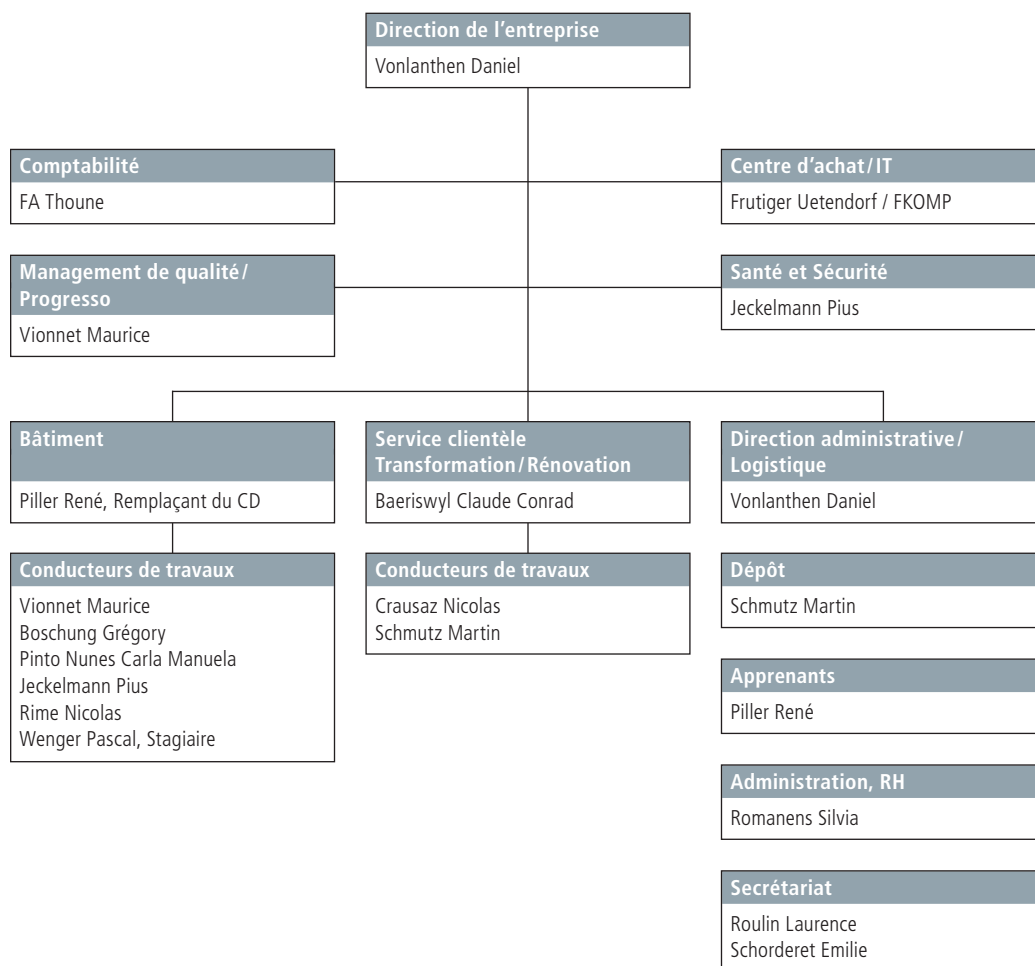 Direction de l'entreprise
Vonlanthen Daniel
Comptabilité
FA Thoune
Centre d'achat/IT
Frutiger Uetendorf / FKOMP
Management de qualité/
Progresso
Vionnet Maurice
Santé et Sécurité
Jeckelmann Pius
Bâtiment
Piller René, Remplaçant du CD
Service clientèle
Transformation/Rénovation
Baeriswyl Claude Conrad
Direction administrative/
Logistique
Vonlanthen Daniel
Conducteurs de travaux
Vionnet Maurice
Boschung Grégory
Pinto Nunes Carla Manuela
Jeckelmann Pius
Rime Nicolas
Wenger Pascal, Stagiaire
Conducteurs de travaux
Crausaz Nicolas
Schmutz Martin
Dépôt
Schmutz Martin
Apprenants
Piller René
Administration, RH
Romanens Silvia
Secrétariat
Roulin Laurence
Schorderet Emilie